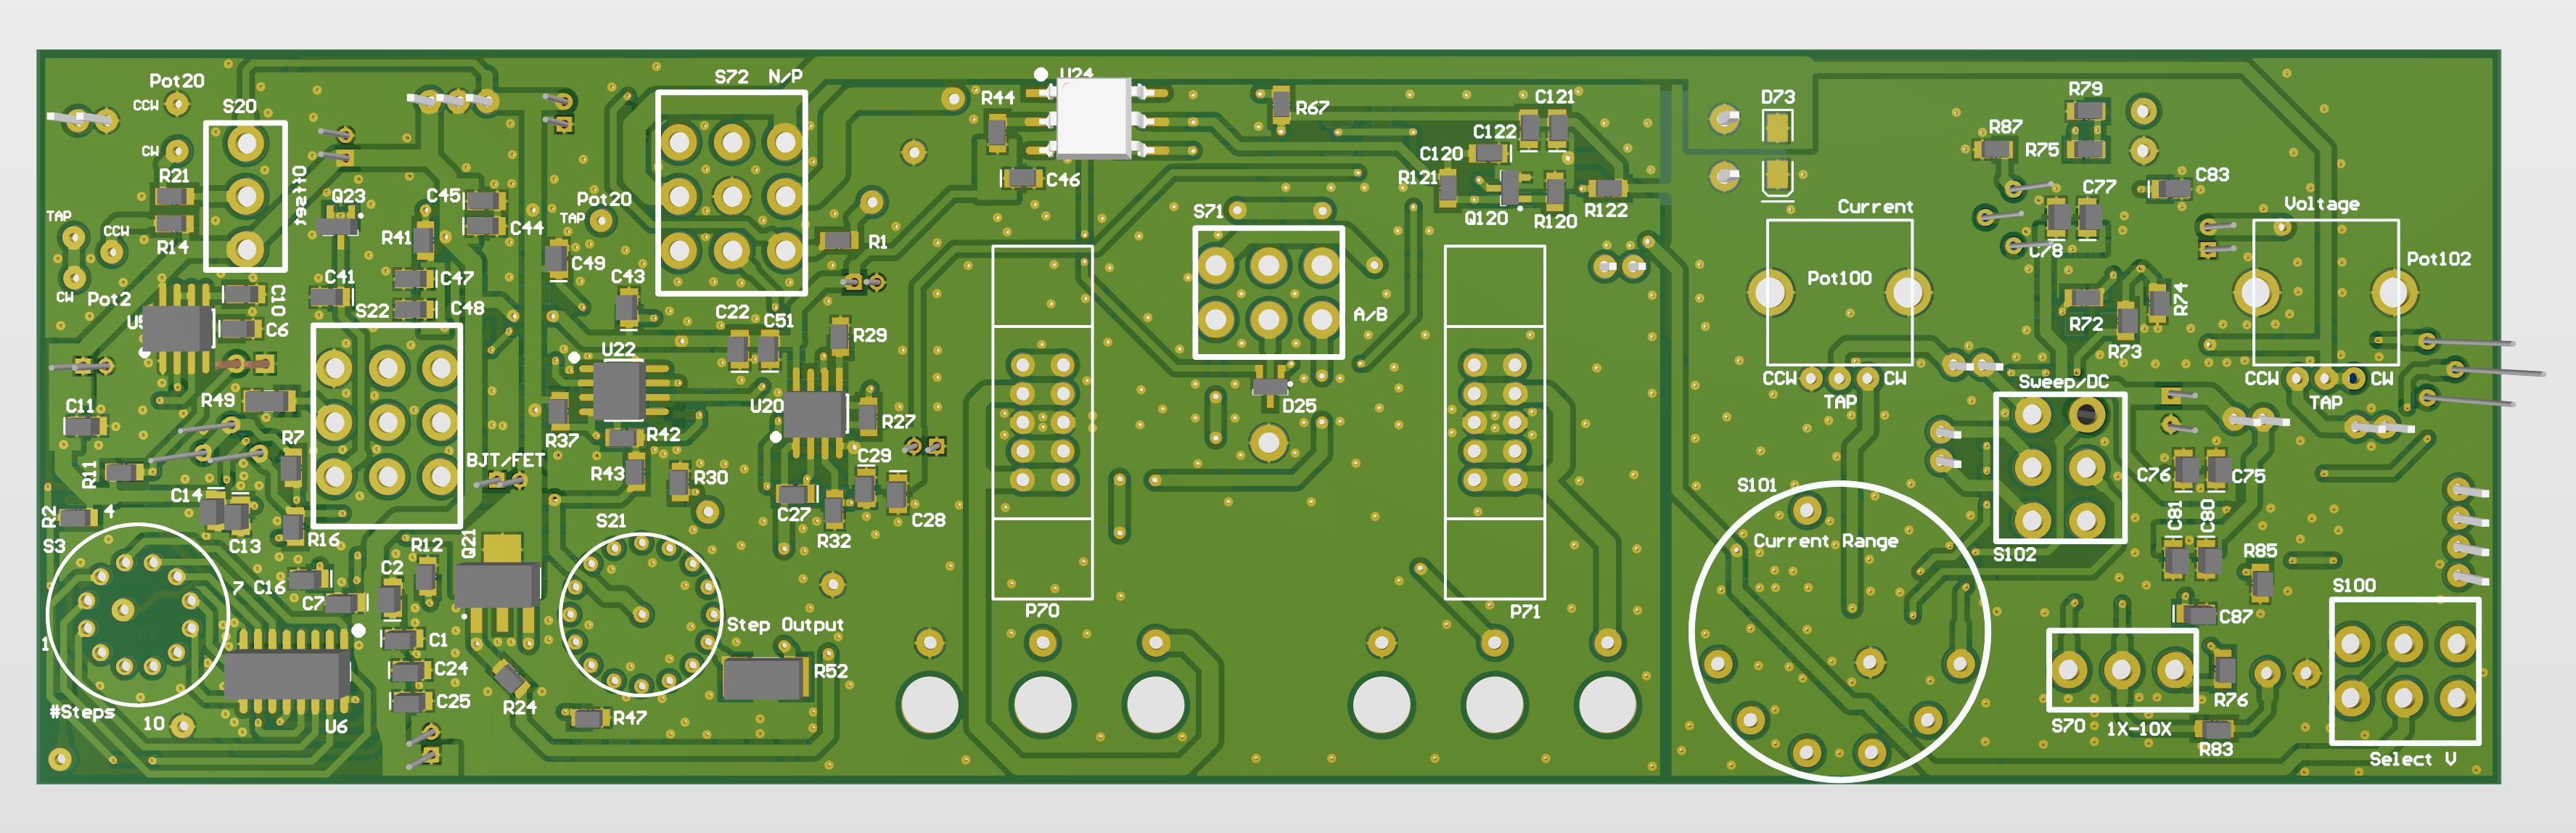 Pot20
CCW
S20
CW
R21
Offset
Q23
C45
TAP
CCW
R14
R41
C44
CW
Pot2
C41
C47
C10
C6
S22
C48
R49
C11
R7
R11
BJT/FET
C14
R2
4
C13
R16
S3
R12
Q21
7
C16
C2
C7
1
C1
C24
C25
#Steps
10
U6
R24
S72 N/P
Pot20
TAP
R1
C49
C43
C22
C51
R29
U22
U20
R27
R37
R42
R43
R30
C29
C27
C28
R32
S21
Step Output
R52
R47
U24
R44
C46
R67
S71
A/B
D25
P70
P71
C121
C122
C120
R121
Q120
R120
R122
D73
R79
R87
R75
C83
C77
C78
Current
Voltage
Pot100
Pot102
R74
R72
R73
CCW
CW
TAP
Sweep/DC
CCW
CW
TAP
C76
C75
S101
Current Range
C81
C80
S102
R85
S100
C87
R76
S70
1X-10X
R83
Select V